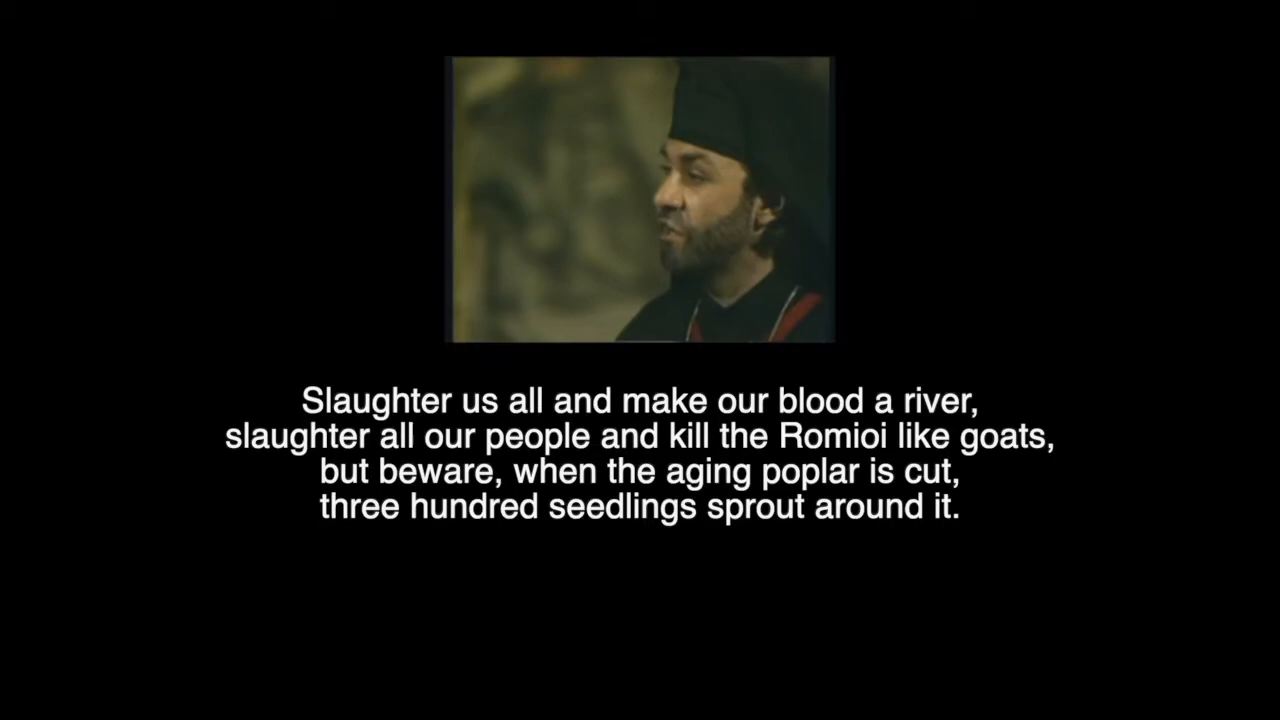 Slaughter us all and make our blood a river,
slaughter all our people and kill the Romioi like goats,
but beware, when the aging poplar is cut,
three hundred seedlings sprout around it.